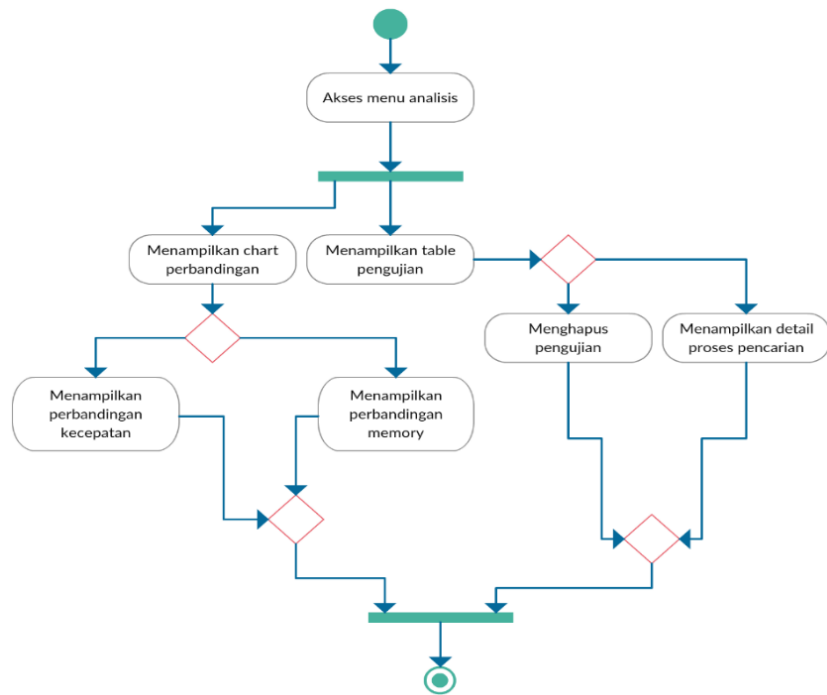 Akses menu analisis
Menampilkan chart
perbandingan
Menampilkan table
pengujian
Menghapus
pengujian
Menampilkan detail
proses pencarian
Menampilkan
perbandingan
kecepatan
Menampilkan
perbandingan
memory